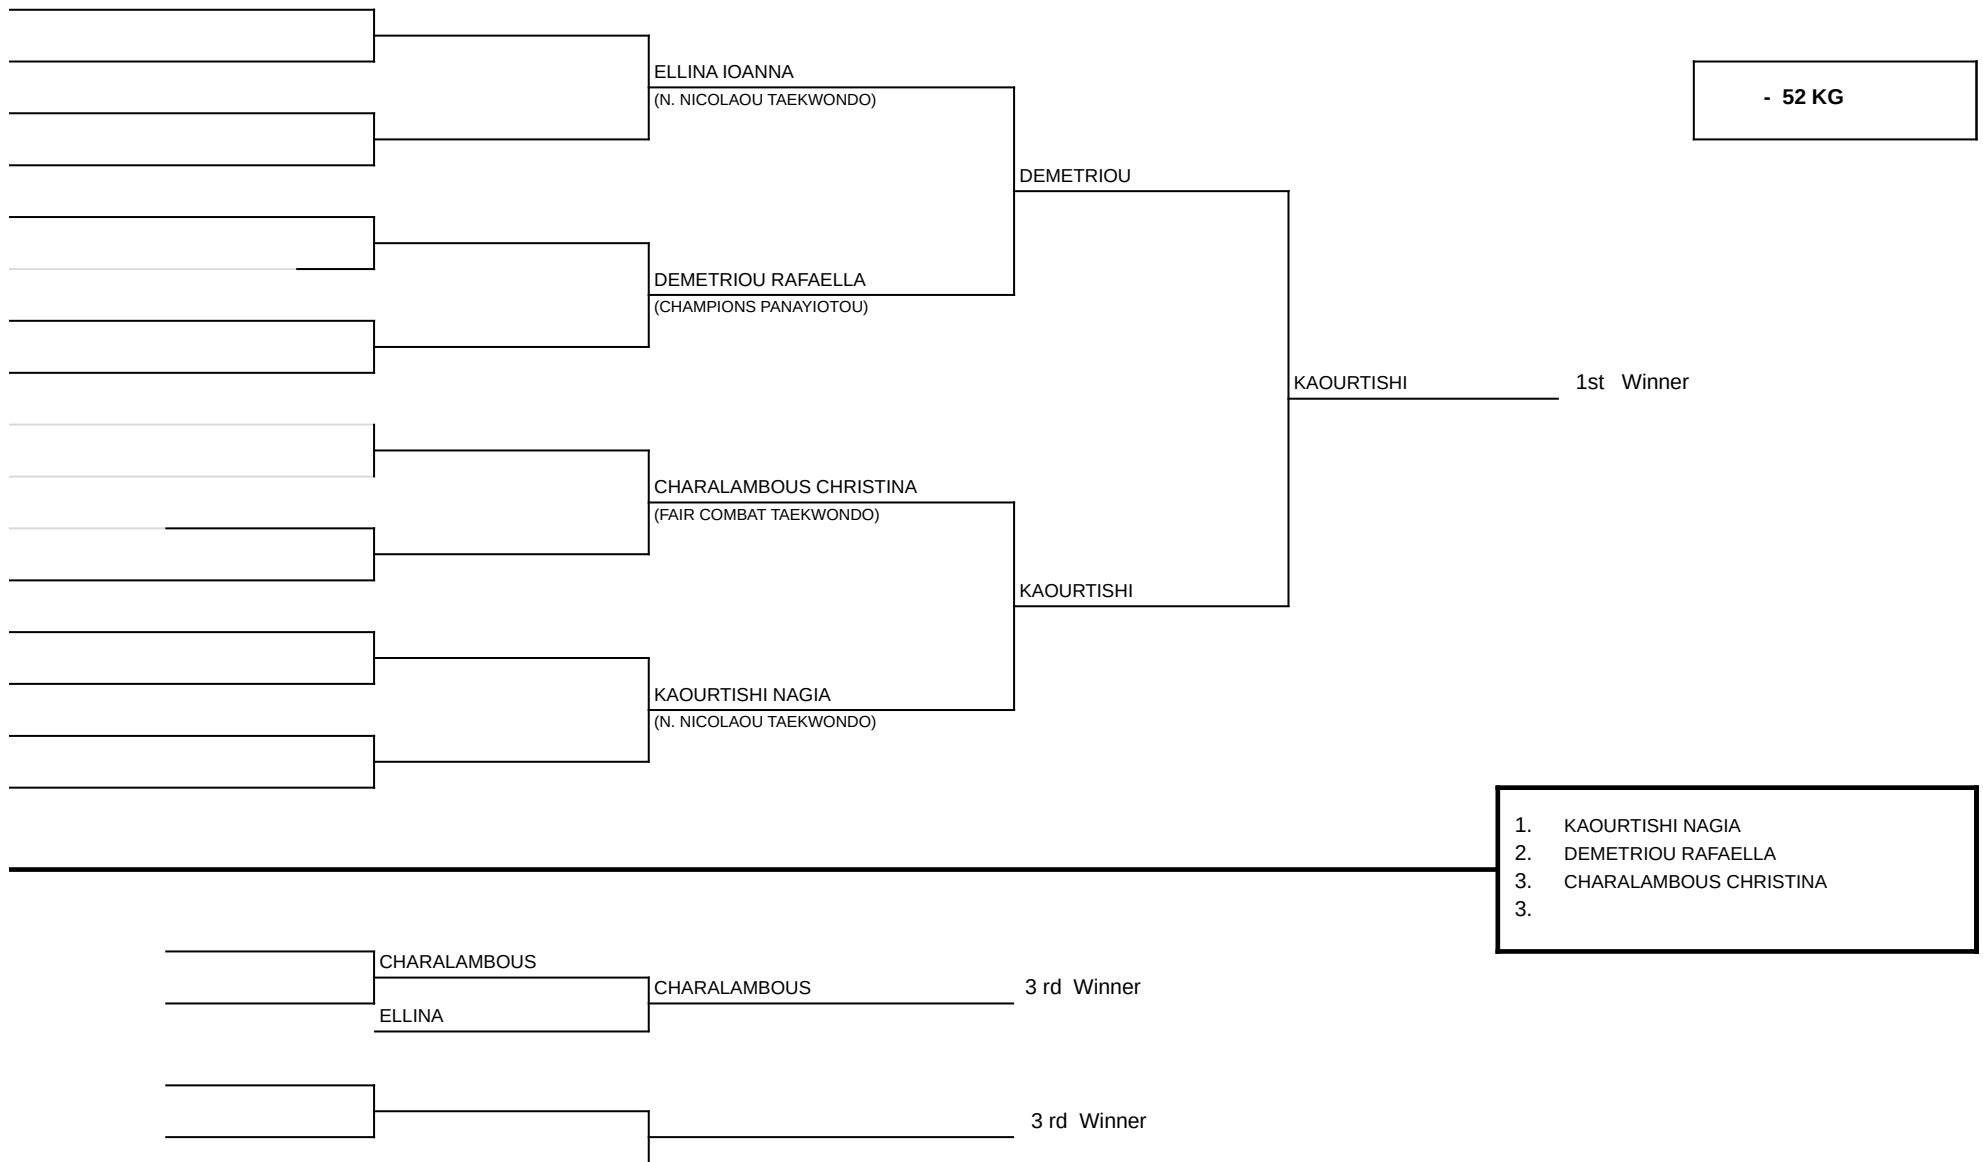 ELLINA IOANNA
(N. NICOLAOU TAEKWONDO)
- 52 KG
DEMETRIOU
DEMETRIOU RAFAELLA
(CHAMPIONS PANAYIOTOU)
KAOURTISHI
1st Winner
CHARALAMBOUS CHRISTINA
(FAIR COMBAT TAEKWONDO)
KAOURTISHI
KAOURTISHI NAGIA
(N. NICOLAOU TAEKWONDO)
1. KAOURTISHI NAGIA
2. DEMETRIOU RAFAELLA
3. CHARALAMBOUS CHRISTINA
3.
CHARALAMBOUS
CHARALAMBOUS
3 rd Winner
ELLINA
3 rd Winner